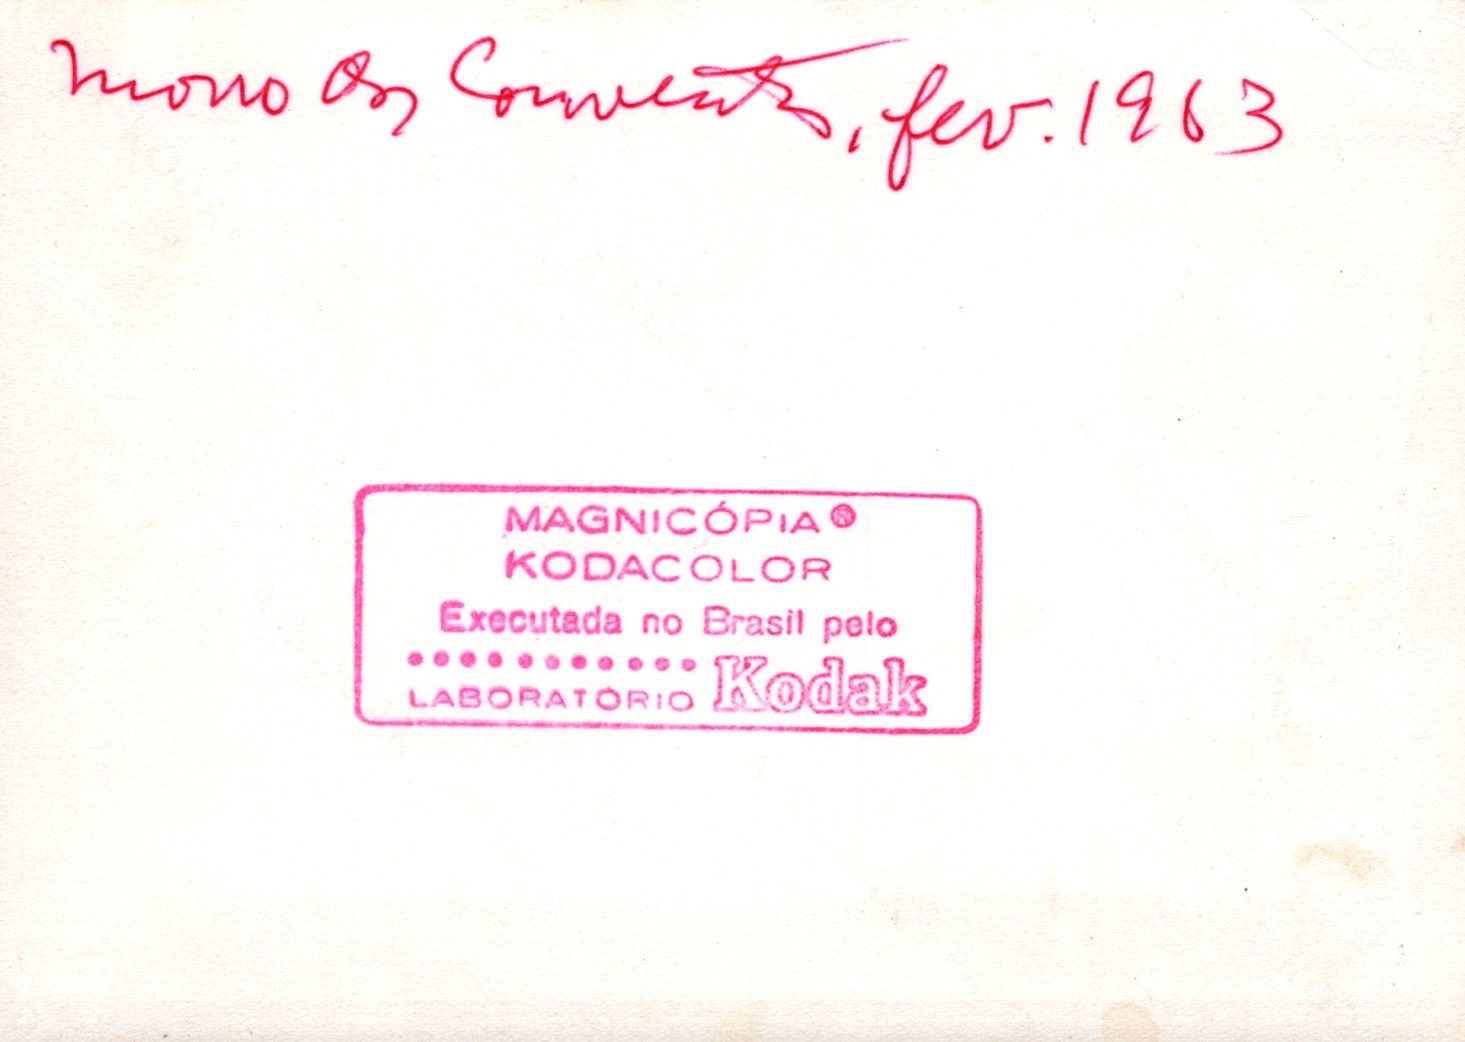 Morro dos Conventos, fev. 1963
MAGNICÓPIA®
KODACOLOR
Executada no Brasil pelo
LABORATÓRIO Kodak